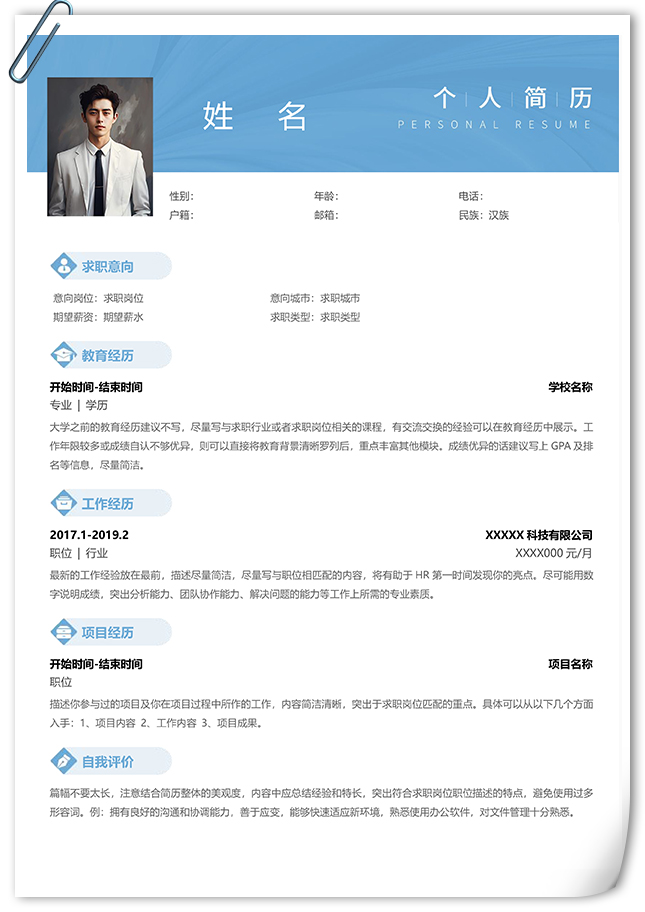 姓 名
个人简历
PERSONAL RESUME
性别： 年龄： 电话：
户籍： 邮箱： 民族：汉族
求职意向
意向岗位：求职岗位 意向城市：求职城市
期望薪资：期望薪水 求职类型：求职类型
教育经历
开始时间-结束时间 学校名称
专业 | 学历
大学之前的教育经历建议不写，尽量写与求职行业或者求职岗位相关的课程，有交流交换的经验可以在教育经历中展示。工
作年限较多或成绩自认不够优异，则可以直接将教育背景清晰罗列后，重点丰富其他模块。成绩优异的话建议写上 GPA 及排
名等信息，尽量简洁。
工作经历
2017.1-2019.2 XXXXX 科技有限公司
职位 | 行业 XXXX000 元/月
最新的工作经验放在最前，描述尽量简洁，尽量写与职位相匹配的内容，将有助于 HR 第一时间发现你的亮点。尽可能用数
字说明成绩，突出分析能力、团队协作能力、解决问题的能力等工作上所需的专业素质。
项目经历
开始时间-结束时间 项目名称
职位
描述你参与过的项目及你在项目过程中所作的工作，内容简洁清晰，突出于求职岗位匹配的重点。具体可以从以下几个方面
入手：1、项目内容 2、工作内容 3、项目成果。
自我评价
篇幅不要太长，注意结合简历整体的美观度，内容中应总结经验和特长，突出符合求职岗位职位描述的特点，避免使用过多
形容词。例：拥有良好的沟通和协调能力，善于应变，能够快速适应新环境，熟悉使用办公软件，对文件管理十分熟悉。